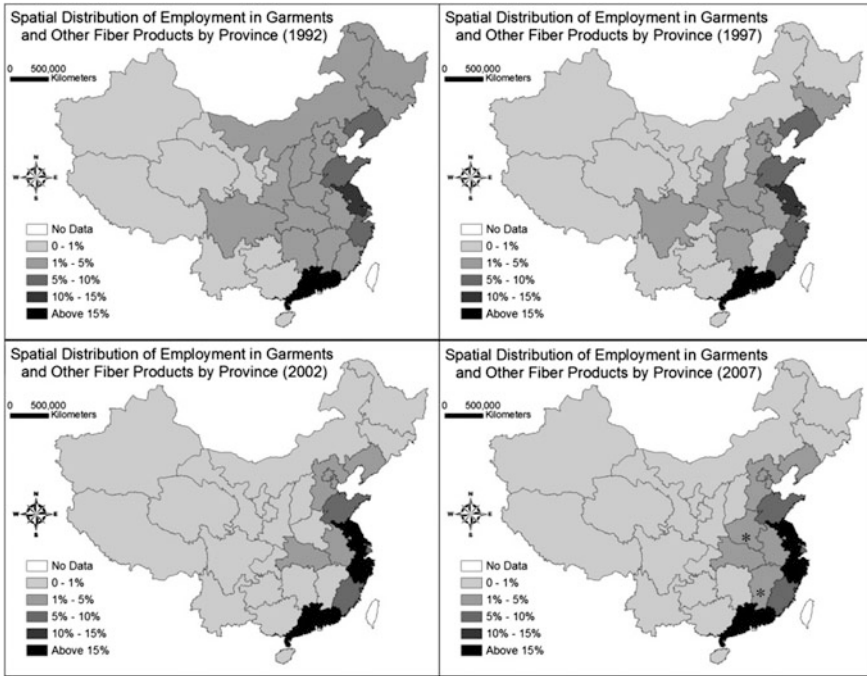 Spatial Distribution of Employment in Garments
and Other Fiber Products by Province (1992)
0 500,000
Kilometers
N
W E
S
No Data
0 - 1%
1% - 5%
5% - 10%
10% - 15%
Above 15%
Spatial Distribution of Employment in Garments
and Other Fiber Products by Province (1997)
0 500,000
Kilometers
N
W E
S
No Data
0 - 1%
1% - 5%
5% - 10%
10% - 15%
Above 15%
Spatial Distribution of Employment in Garments
and Other Fiber Products by Province (2002)
0 500,000
Kilometers
N
W E
S
No Data
0 - 1%
1% - 5%
5% - 10%
10% - 15%
Above 15%
Spatial Distribution of Employment in Garments
and Other Fiber Products by Province (2007)
0 500,000
Kilometers
N
W E
S
*
*
No Data
0 - 1%
1% - 5%
5% - 10%
10% - 15%
Above 15%